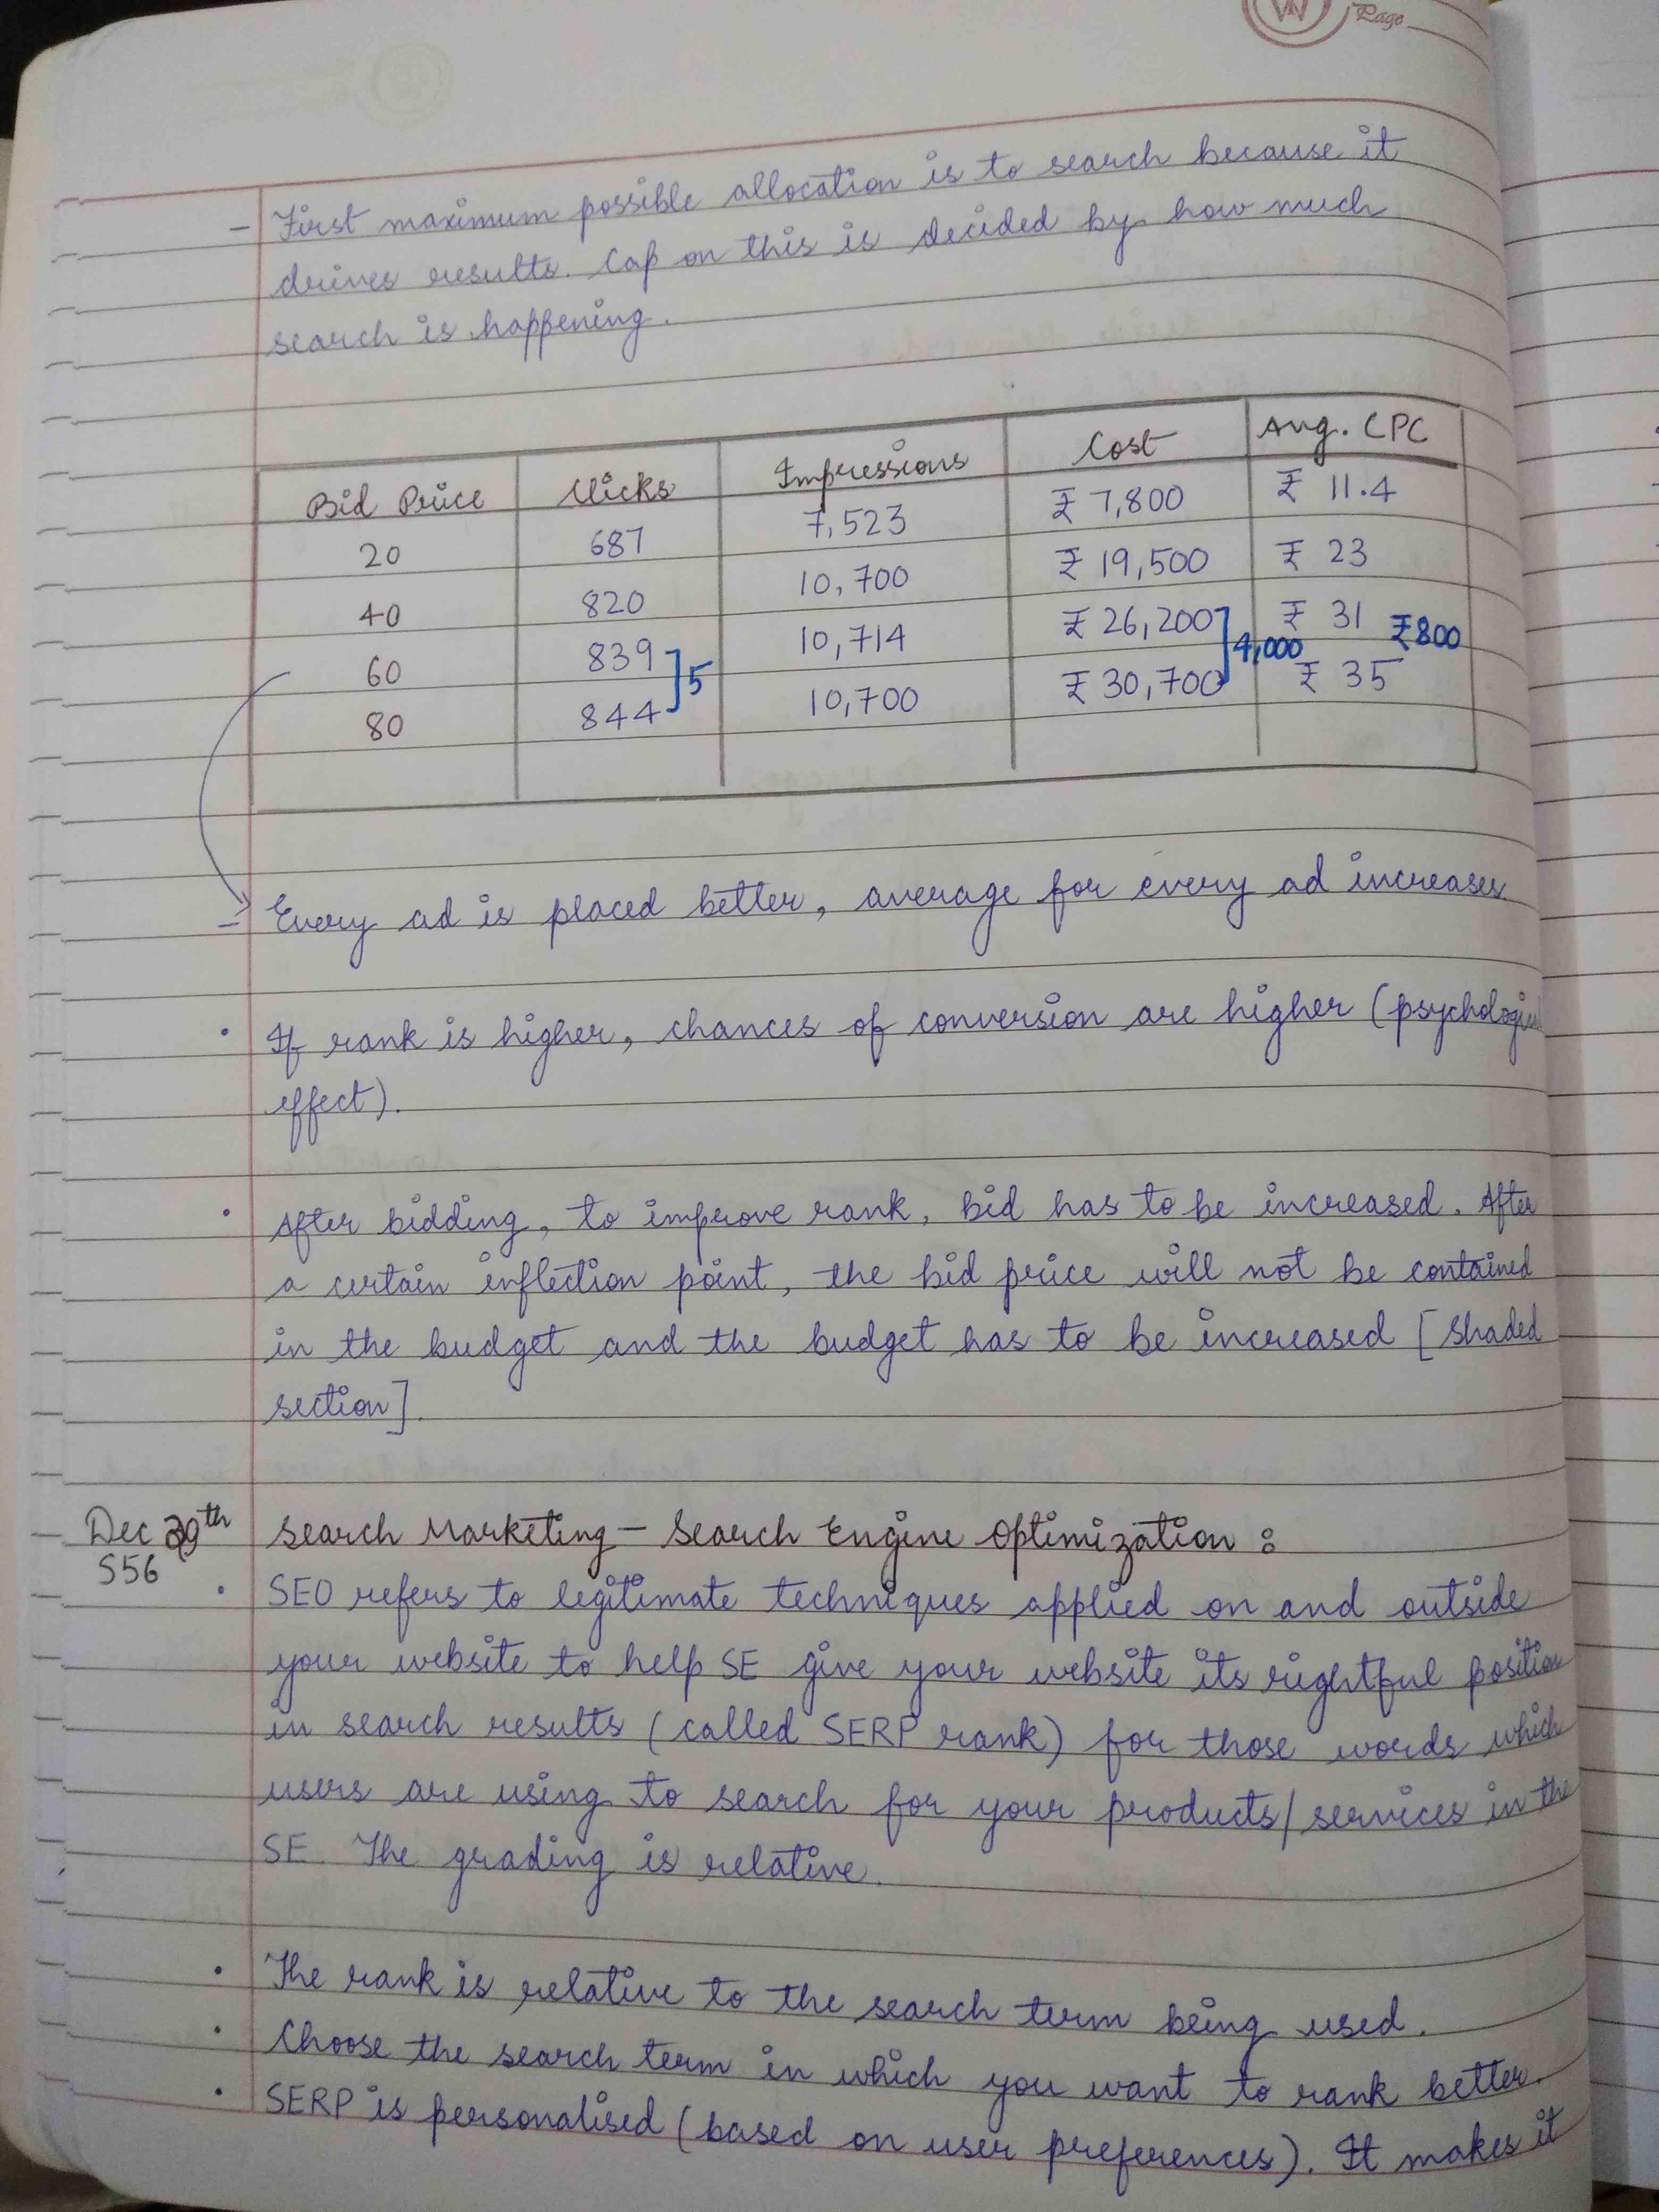 Page
- First maximum possible allocation is to search because it
drives results. Cap on this is decided by how much
search is happening.
Bid Price Clicks Impressions Cost Avg. CPC
20 687 7,523 ₹ 7,800 ₹ 11.4
40 820 10,700 ₹ 19,500 ₹ 23
60 839 10,714 ₹ 26,200 ₹ 31
5 4,000 ₹800
80 844 10,700 ₹ 30,700 ₹ 35
- Every ad is placed better, average for every ad increases
• If rank is higher, chances of conversion are higher (psychological
effect).
• After bidding, to improve rank, bid has to be increased. After
a certain inflection point, the bid price will not be contained
in the budget and the budget has to be increased [Shaded
section].
Dec 29th Search Marketing - Search Engine Optimization :
S56
• SEO refers to legitimate techniques applied on and outside
your website to help SE give your website its rightful position
in search results (called SERP rank) for those words which
users are using to search for your products/services in the
SE. The grading is relative.
• The rank is relative to the search term being used.
• Choose the search term in which you want to rank better.
• SERP is personalised (based on user preferences). It makes it